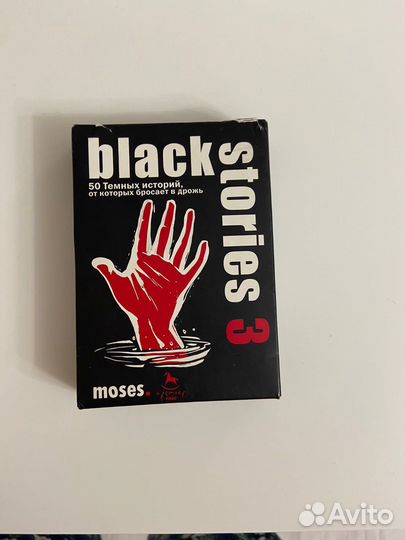 black
stories 3
50 Темных историй,
от которых бросает в дрожь
moses.
Avito